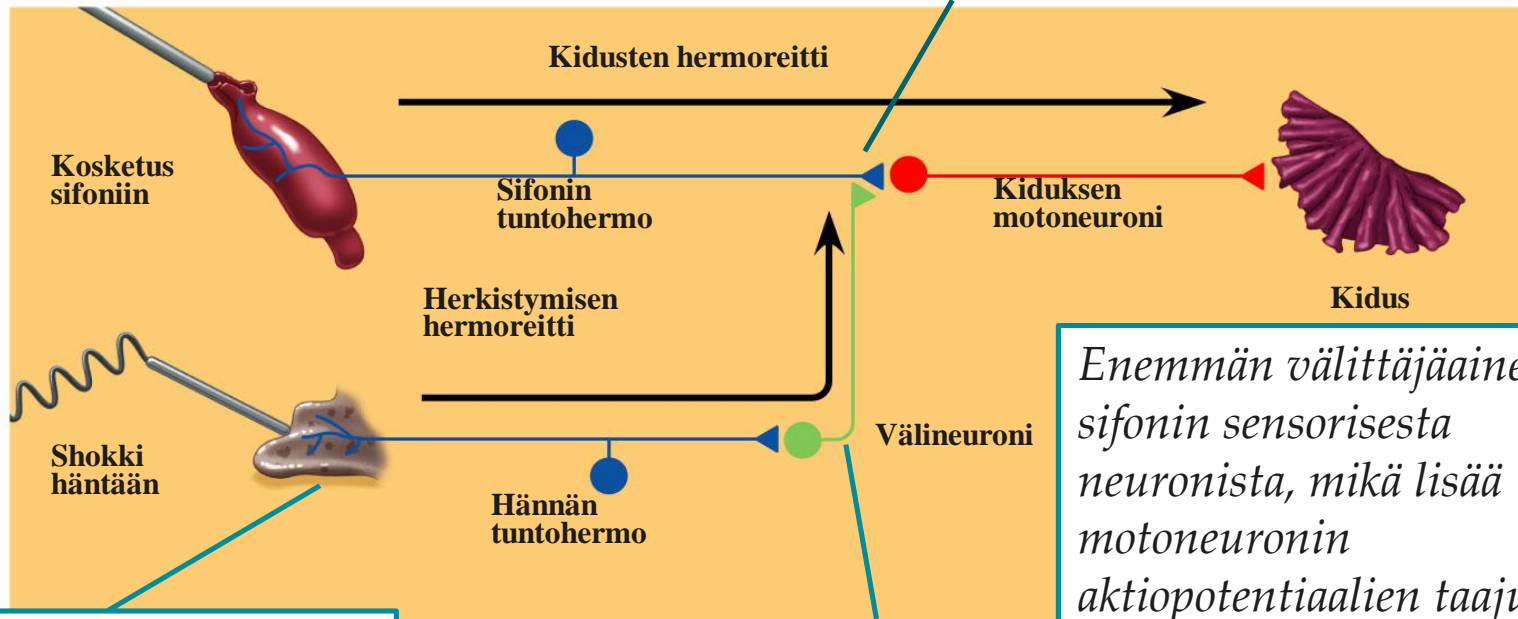 Kidusten hermoreitti
Kosketus
sifoniin
Sifonin
tuntohermo
Kiduksen
motoneuroni
Herkistymisen
hermoreitti
Kidus
Shokki
häntään
Välineuroni
Hännän
tuntohermo
Enemmän
sifonin sensorisesta
neuronista, mikä lisää
motoneuronin
aktiopotentiaalien